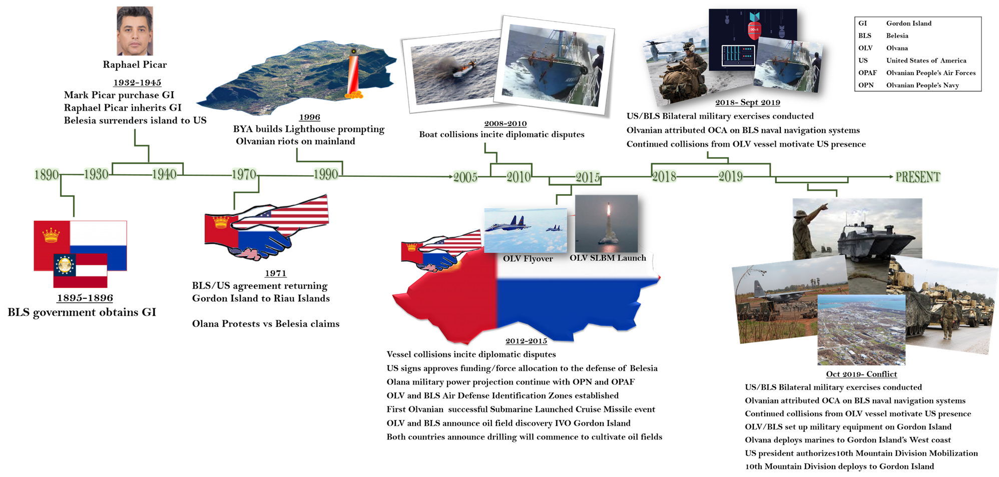 Raphael Picar
1932-1945
Mark Picar purchase GI
Raphael Picar inherits GI
Belesia surrenders island to US
1996
BYA builds Lighthouse prompting
Olvanian riots on mainland
2008-2010
Boat collisions incite diplomatic disputes
DDoS
2018- Sept 2019
US/BLS Bilateral military exercises conducted
Olvanian attributed OCA on BLS naval navigation systems
Continued collisions from OLV vessel motivate US presence
GI Gordon Island
BLS Belesia
OLV Olvana
US United States of America
OPAF Olvanian People's Air Forces
OPN Olvanian People's Navy
1890 1930 1940 1970 1990 2005 2010 2015 2018 2019 PRESENT
1895-1896
BLS government obtains GI
1971
BLS/US agreement returning
Gordon Island to Riau Islands
Olana Protests vs Belesia claims
OLV Flyover
OLV SLBM Launch
2012-2015
Vessel collisions incite diplomatic disputes
US signs approves funding/force allocation to the defense of Belesia
Olana military power projection continue with OPN and OPAF
OLV and BLS Air Defense Identification Zones established
First Olvanian successful Submarine Launched Cruise Missile event
OLV and BLS announce oil field discovery IVO Gordon Island
Both countries announce drilling will commence to cultivate oil fields
Oct 2019- Conflict
US/BLS Bilateral military exercises conducted
Olvanian attributed OCA on BLS naval navigation systems
Continued collisions from OLV vessel motivate US presence
OLV/BLS set up military equipment on Gordon Island
Olvana deploys marines to Gordon Island's West coast
US president authorizes10th Mountain Division Mobilization
10th Mountain Division deploys to Gordon Island